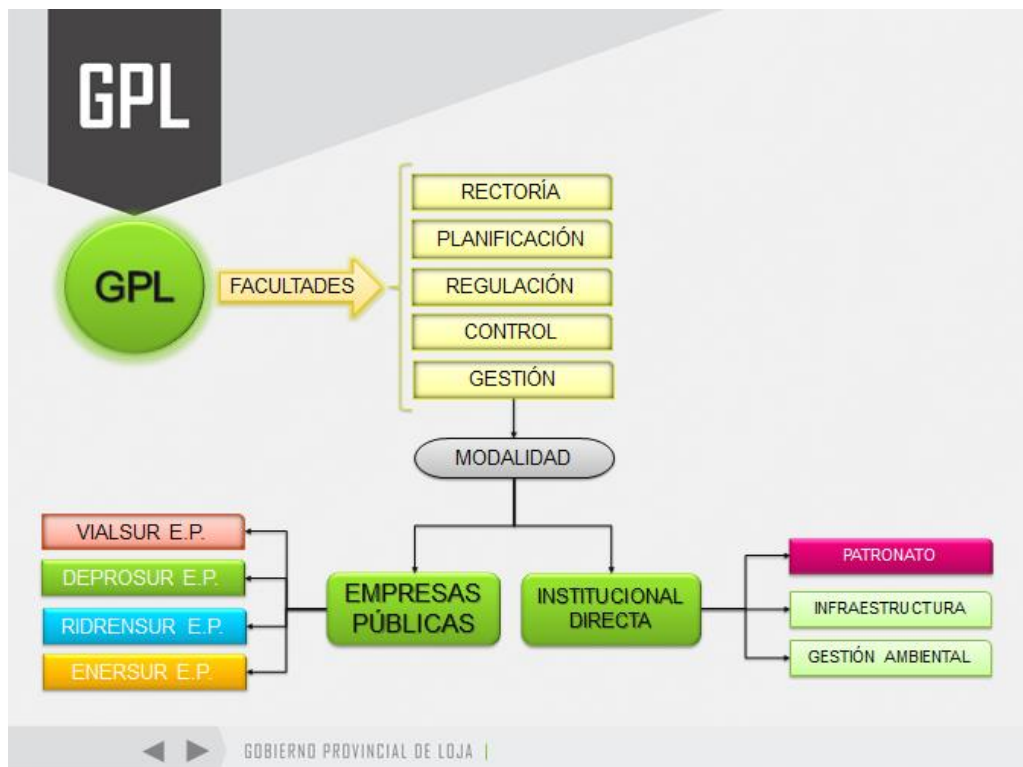 GPL
GPL
FACULTADES
RECTORÍA
PLANIFICACIÓN
REGULACIÓN
CONTROL
GESTIÓN
MODALIDAD
VIALSUR E.P.
DEPROSUR E.P.
RIDRENSUR E.P.
ENERSUR E.P.
EMPRESAS
PÚBLICAS
INSTITUCIONAL
DIRECTA
PATRONATO
INFRAESTRUCTURA
GESTIÓN AMBIENTAL
GOBIERNO PROVINCIAL DE LOJA |